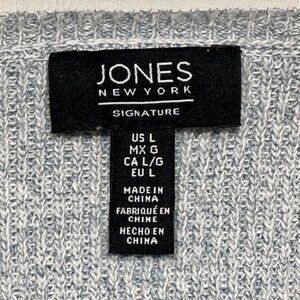 JONES
NEW YORK
SIGNATURE
US L
MX G
CA L/G
EU L
MADE IN
CHINA
FABRIQUÉ EN
CHINE
HECHO EN
CHINA